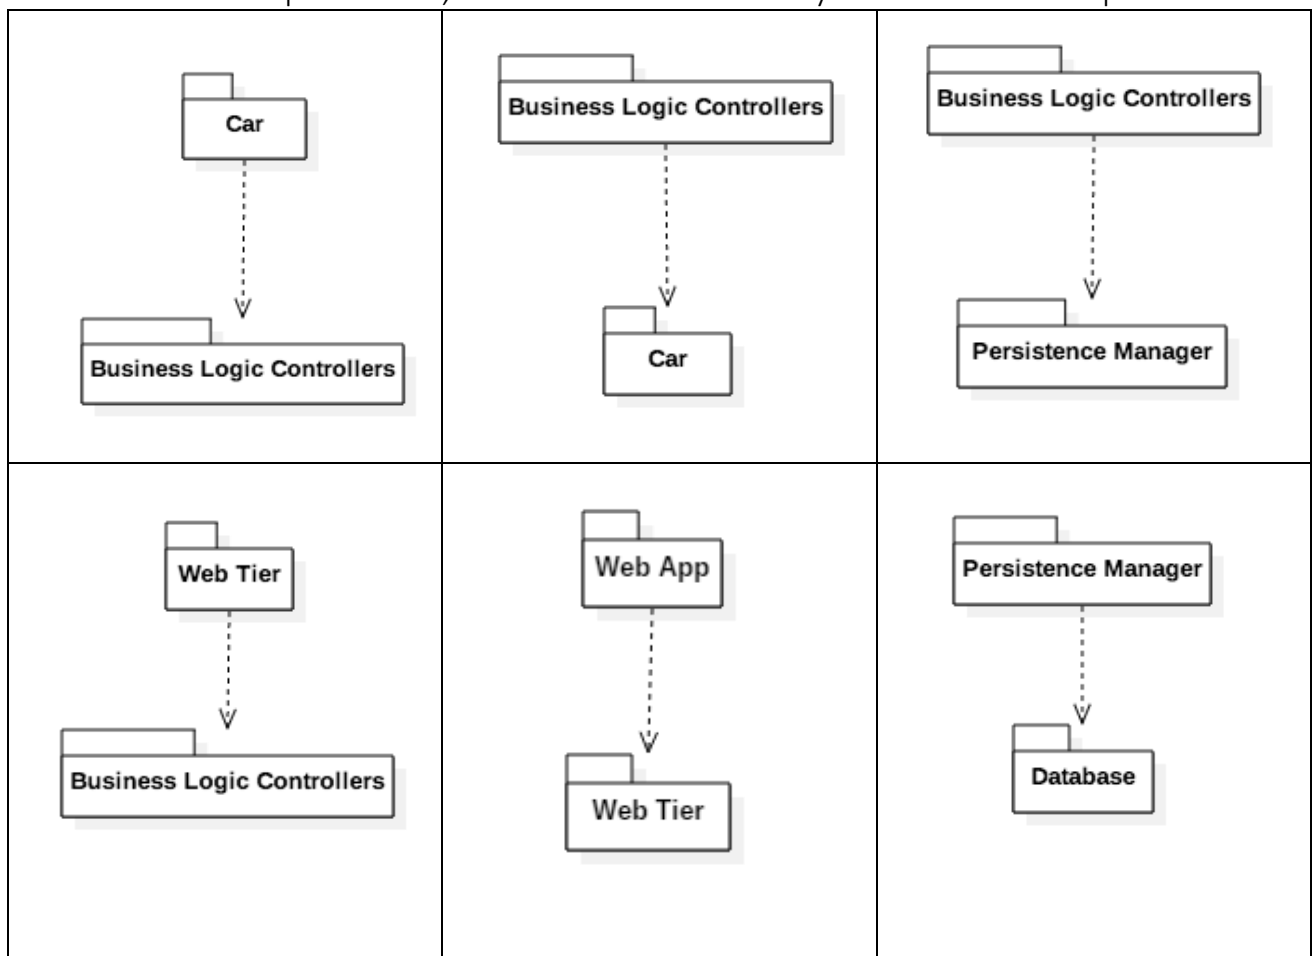 Car
Business Logic Controllers
Business Logic Controllers
Car
Business Logic Controllers
Persistence Manager
Web Tier
Business Logic Controllers
Web App
Web Tier
Persistence Manager
Database